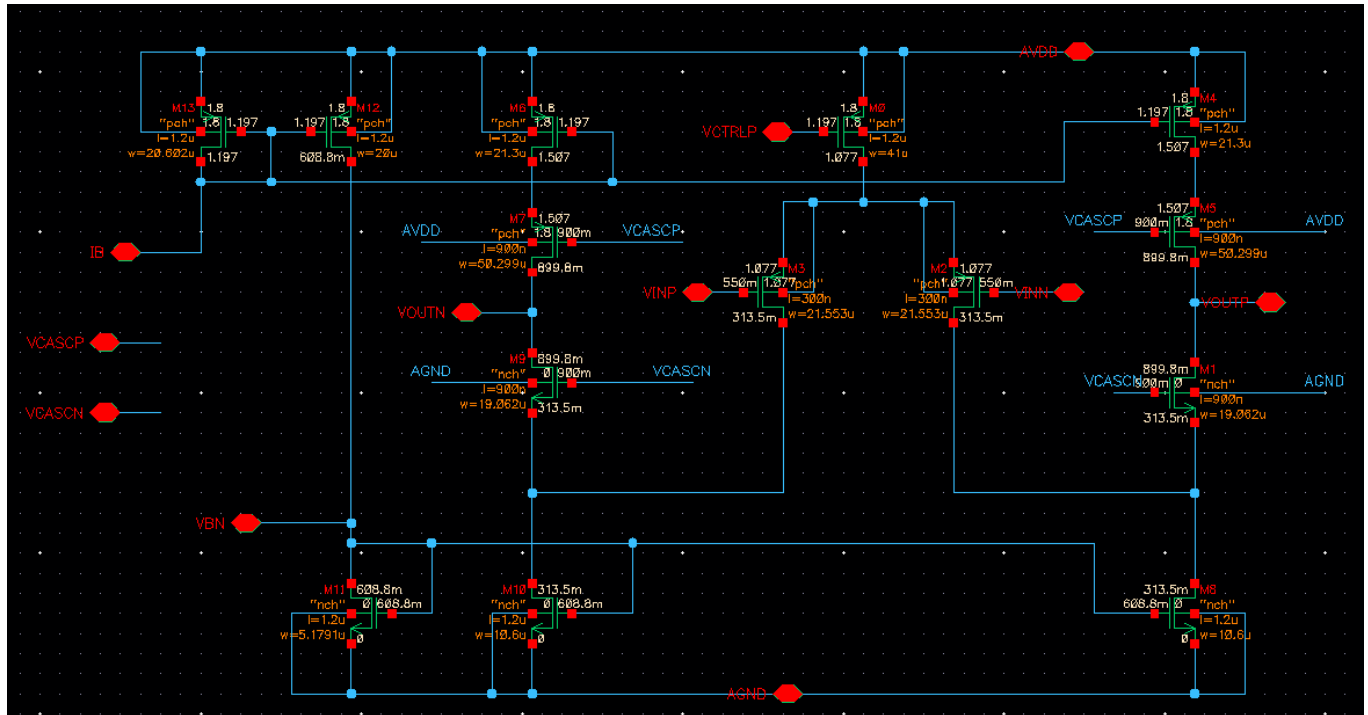 AVDD
M13
1.8
"pch"
1.8
1.197
l=1.2u
w=20.602u
1.197
M12
1.8
1.197
1.8
"pch"
l=1.2u
w=20u
608.8m
M6
1.8
"pch"
1.8
1.197
l=1.2u
w=21.3u
1.507
VCTRLP
M0
1.8
1.197
1.8
"pch"
l=1.2u
w=41u
1.077
M4
1.8
1.197
1.8
"pch"
l=1.2u
w=21.3u
1.507
IB
AVDD
M7
1.507
"pch"
1.8
900m
VCASCP
l=900n
w=50.299u
899.8m
VCASCP
M5
1.507
900m
1.8
"pch"
AVDD
l=900n
w=50.299u
899.8m
VINP
M3
1.077
550m
1.077
"pch"
l=300n
w=21.553u
313.5m
M2
1.077
"pch"
1.077
550m
VINN
l=300n
w=21.553u
313.5m
VOUTN
VOUTP
VCASCP
VCASCN
AGND
M9
899.8m
"nch"
0
900m
VCASCN
l=900n
w=19.062u
313.5m
VCASCN
M1
899.8m
900m
0
"nch"
AGND
l=900n
w=19.062u
313.5m
VBN
M11
608.8m
"nch"
0
608.8m
l=1.2u
w=5.1791u
0
M10
313.5m
"nch"
0
608.8m
l=1.2u
w=10.6u
0
M8
313.5m
608.8m
0
"nch"
l=1.2u
w=10.6u
0
AGND